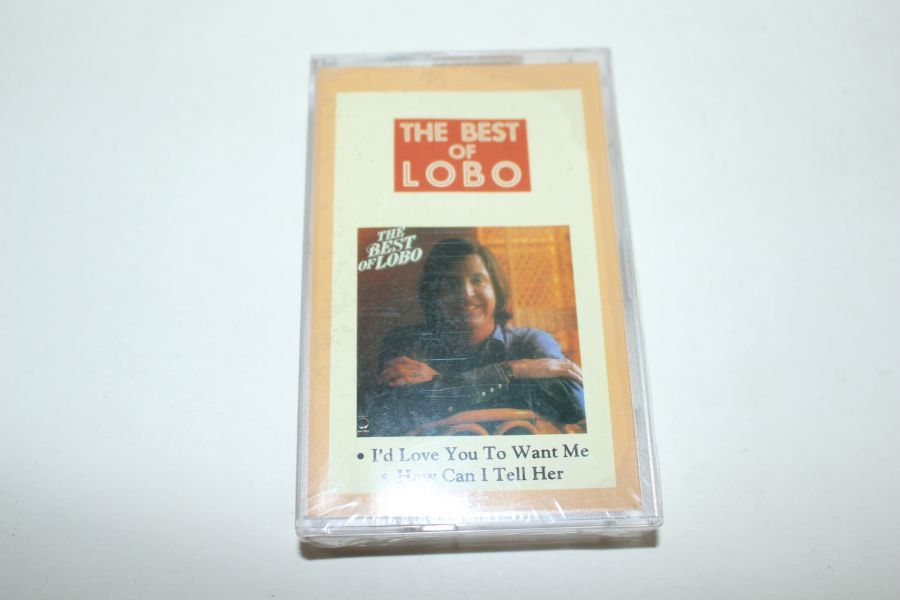 THE BEST
OF
LOBO
THE
BEST
OF LOBO
• I'd Love You To Want Me
• How Can I Tell Her